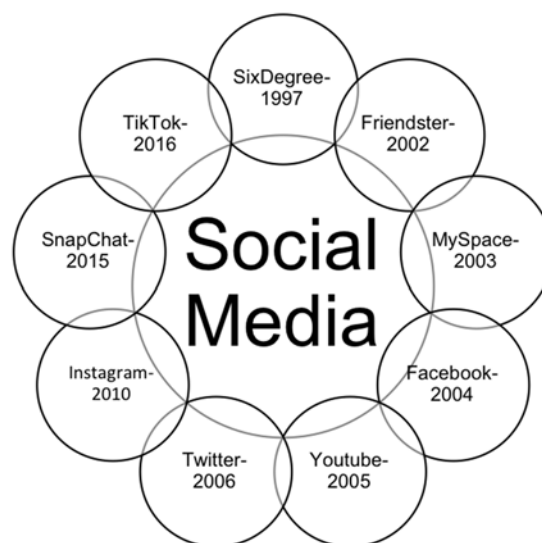 SixDegree-
1997
Friendster-
2002
MySpace-
2003
Facebook-
2004
Youtube-
2005
Twitter-
2006
Instagram-
2010
SnapChat-
2015
TikTok-
2016
Social
Media